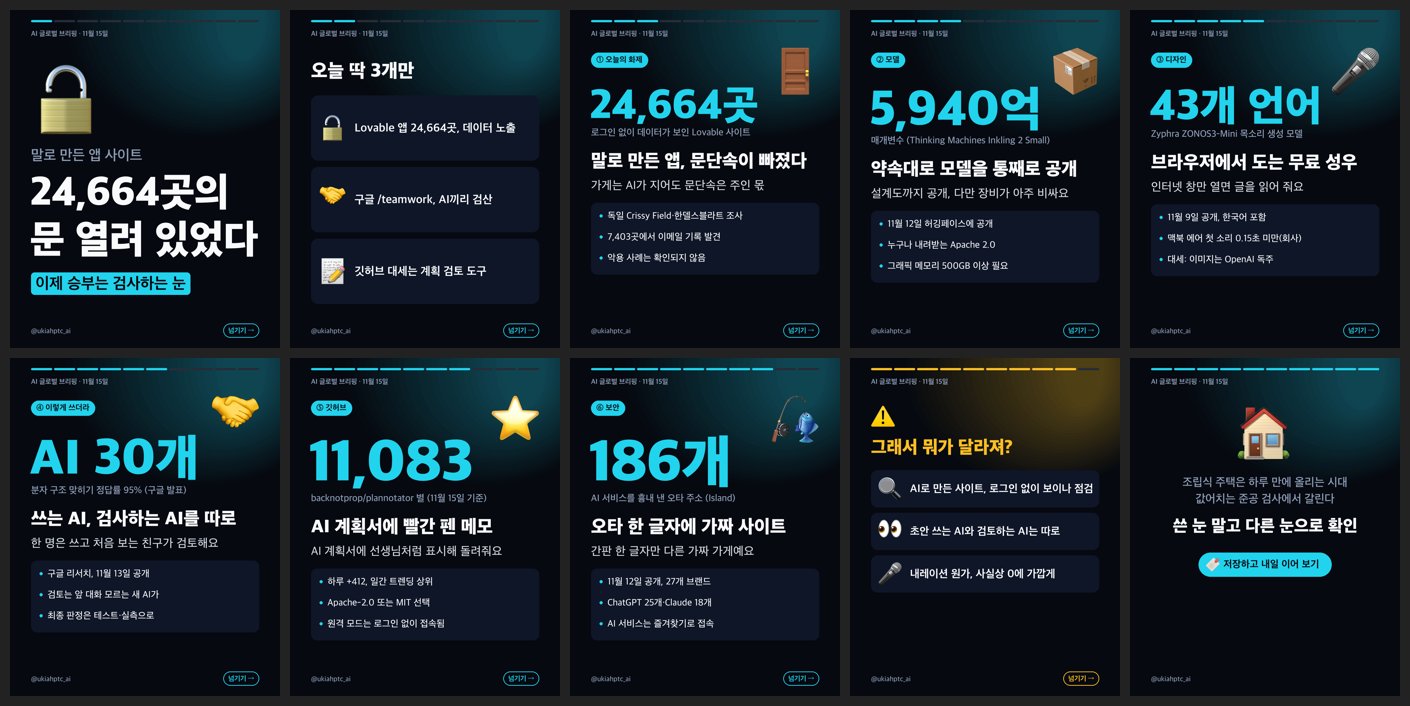 AI 글로벌 브리핑 · 11월 15일
말로 만든 앱 사이트
24,664곳의
문 열려 있었다
이제 승부는 검사하는 눈
@ukiahptc_ai
넘기기 →
AI 글로벌 브리핑 · 11월 15일
오늘 딱 3개만
Lovable 앱 24,664곳, 데이터 노출
구글 /teamwork, AI끼리 검산
깃허브 대세는 계획 검토 도구
@ukiahptc_ai
넘기기 →
AI 글로벌 브리핑 · 11월 15일
① 오늘의 화제
24,664곳
로그인 없이 데이터가 보인 Lovable 사이트
말로 만든 앱, 문단속이 빠졌다
가게는 AI가 지어도 문단속은 주인 몫
• 독일 Crissy Field·한델스블라트 조사
• 7,403곳에서 이메일 기록 발견
• 악용 사례는 확인되지 않음
@ukiahptc_ai
넘기기 →
AI 글로벌 브리핑 · 11월 15일
② 모델
5,940억
매개변수 (Thinking Machines Inkling 2 Small)
약속대로 모델을 통째로 공개
설계도까지 공개, 다만 장비가 아주 비싸요
• 11월 12일 허깅페이스에 공개
• 누구나 내려받는 Apache 2.0
• 그래픽 메모리 500GB 이상 필요
@ukiahptc_ai
넘기기 →
AI 글로벌 브리핑 · 11월 15일
③ 디자인
43개 언어
Zyphra ZONOS3-Mini 목소리 생성 모델
브라우저에서 도는 무료 성우
인터넷 창만 열면 글을 읽어 줘요
• 11월 9일 공개, 한국어 포함
• 맥북 에어 첫 소리 0.15초 미만(회사)
• 대세: 이미지는 OpenAI 독주
@ukiahptc_ai
넘기기 →
AI 글로벌 브리핑 · 11월 15일
④ 이렇게 쓰더라
AI 30개
분자 구조 맞히기 정답률 95% (구글 발표)
쓰는 AI, 검사하는 AI를 따로
한 명은 쓰고 처음 보는 친구가 검토해요
• 구글 리서치, 11월 13일 공개
• 검토는 앞 대화 모르는 새 AI가
• 최종 판정은 테스트·실측으로
@ukiahptc_ai
넘기기 →
AI 글로벌 브리핑 · 11월 15일
⑤ 깃허브
11,083
backnotprop/plannotator 별 (11월 15일 기준)
AI 계획서에 빨간 펜 메모
AI 계획서에 선생님처럼 표시해 돌려줘요
• 하루 +412, 일간 트렌딩 상위
• Apache-2.0 또는 MIT 선택
• 원격 모드는 로그인 없이 접속됨
@ukiahptc_ai
넘기기 →
AI 글로벌 브리핑 · 11월 15일
⑥ 보안
186개
AI 서비스를 흉내 낸 오타 주소 (Island)
오타 한 글자에 가짜 사이트
간판 한 글자만 다른 가짜 가게예요
• 11월 12일 공개, 27개 브랜드
• ChatGPT 25개·Claude 18개
• AI 서비스는 즐겨찾기로 접속
@ukiahptc_ai
넘기기 →
AI 글로벌 브리핑 · 11월 15일
그래서 뭐가 달라져?
AI로 만든 사이트, 로그인 없이 보이나 점검
초안 쓰는 AI와 검토하는 AI는 따로
내레이션 원가, 사실상 0에 가깝게
@ukiahptc_ai
넘기기 →
AI 글로벌 브리핑 · 11월 15일
조립식 주택은 하루 만에 올리는 시대
값어치는 준공 검사에서 갈린다
쓴 눈 말고 다른 눈으로 확인
저장하고 내일 이어 보기
@ukiahptc_ai